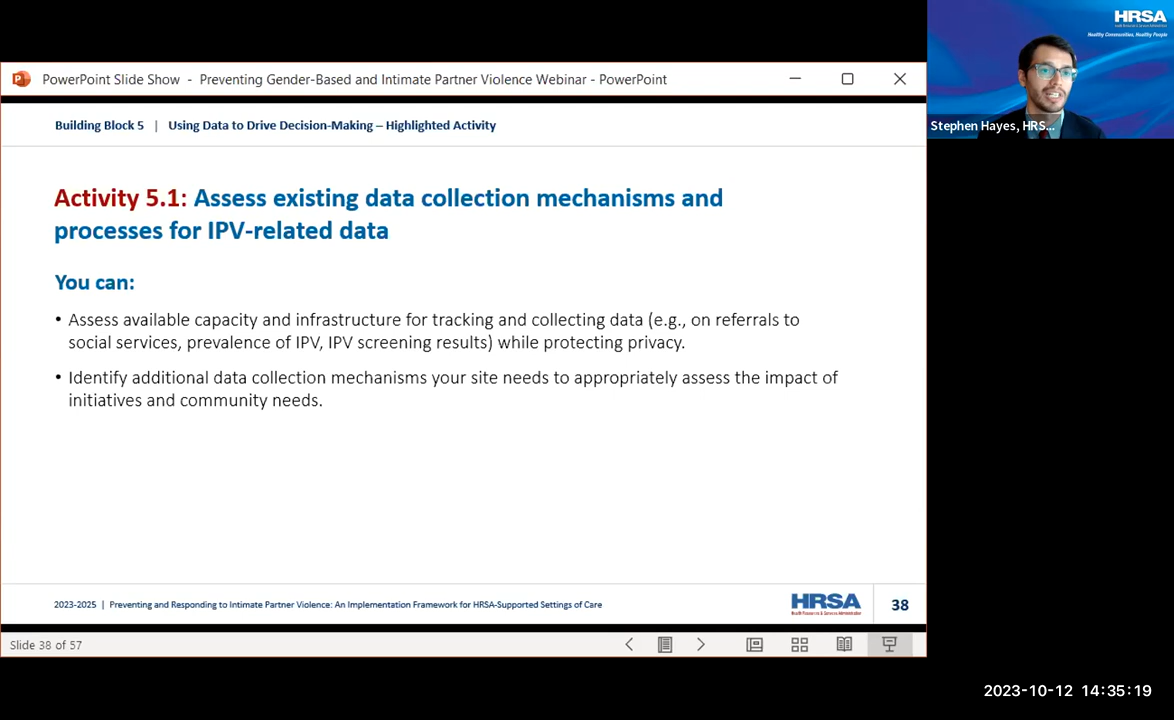 PowerPoint Slide Show - Preventing Gender-Based and Intimate Partner Violence Webinar - PowerPoint
HRSA
Healthy Communities, Healthy People
Stephen Hayes, HRS...
Building Block 5 | Using Data to Drive Decision-Making – Highlighted Activity
Activity 5.1: Assess existing data collection mechanisms and
processes for IPV-related data
You can:
• Assess available capacity and infrastructure for tracking and collecting data (e.g., on referrals to
social services, prevalence of IPV, IPV screening results) while protecting privacy.
• Identify additional data collection mechanisms your site needs to appropriately assess the impact of
initiatives and community needs.
2023-2025 | Preventing and Responding to Intimate Partner Violence: An Implementation Framework for HRSA-Supported Settings of Care
HRSA
38
Slide 38 of 57
2023-10-12 14:35:19